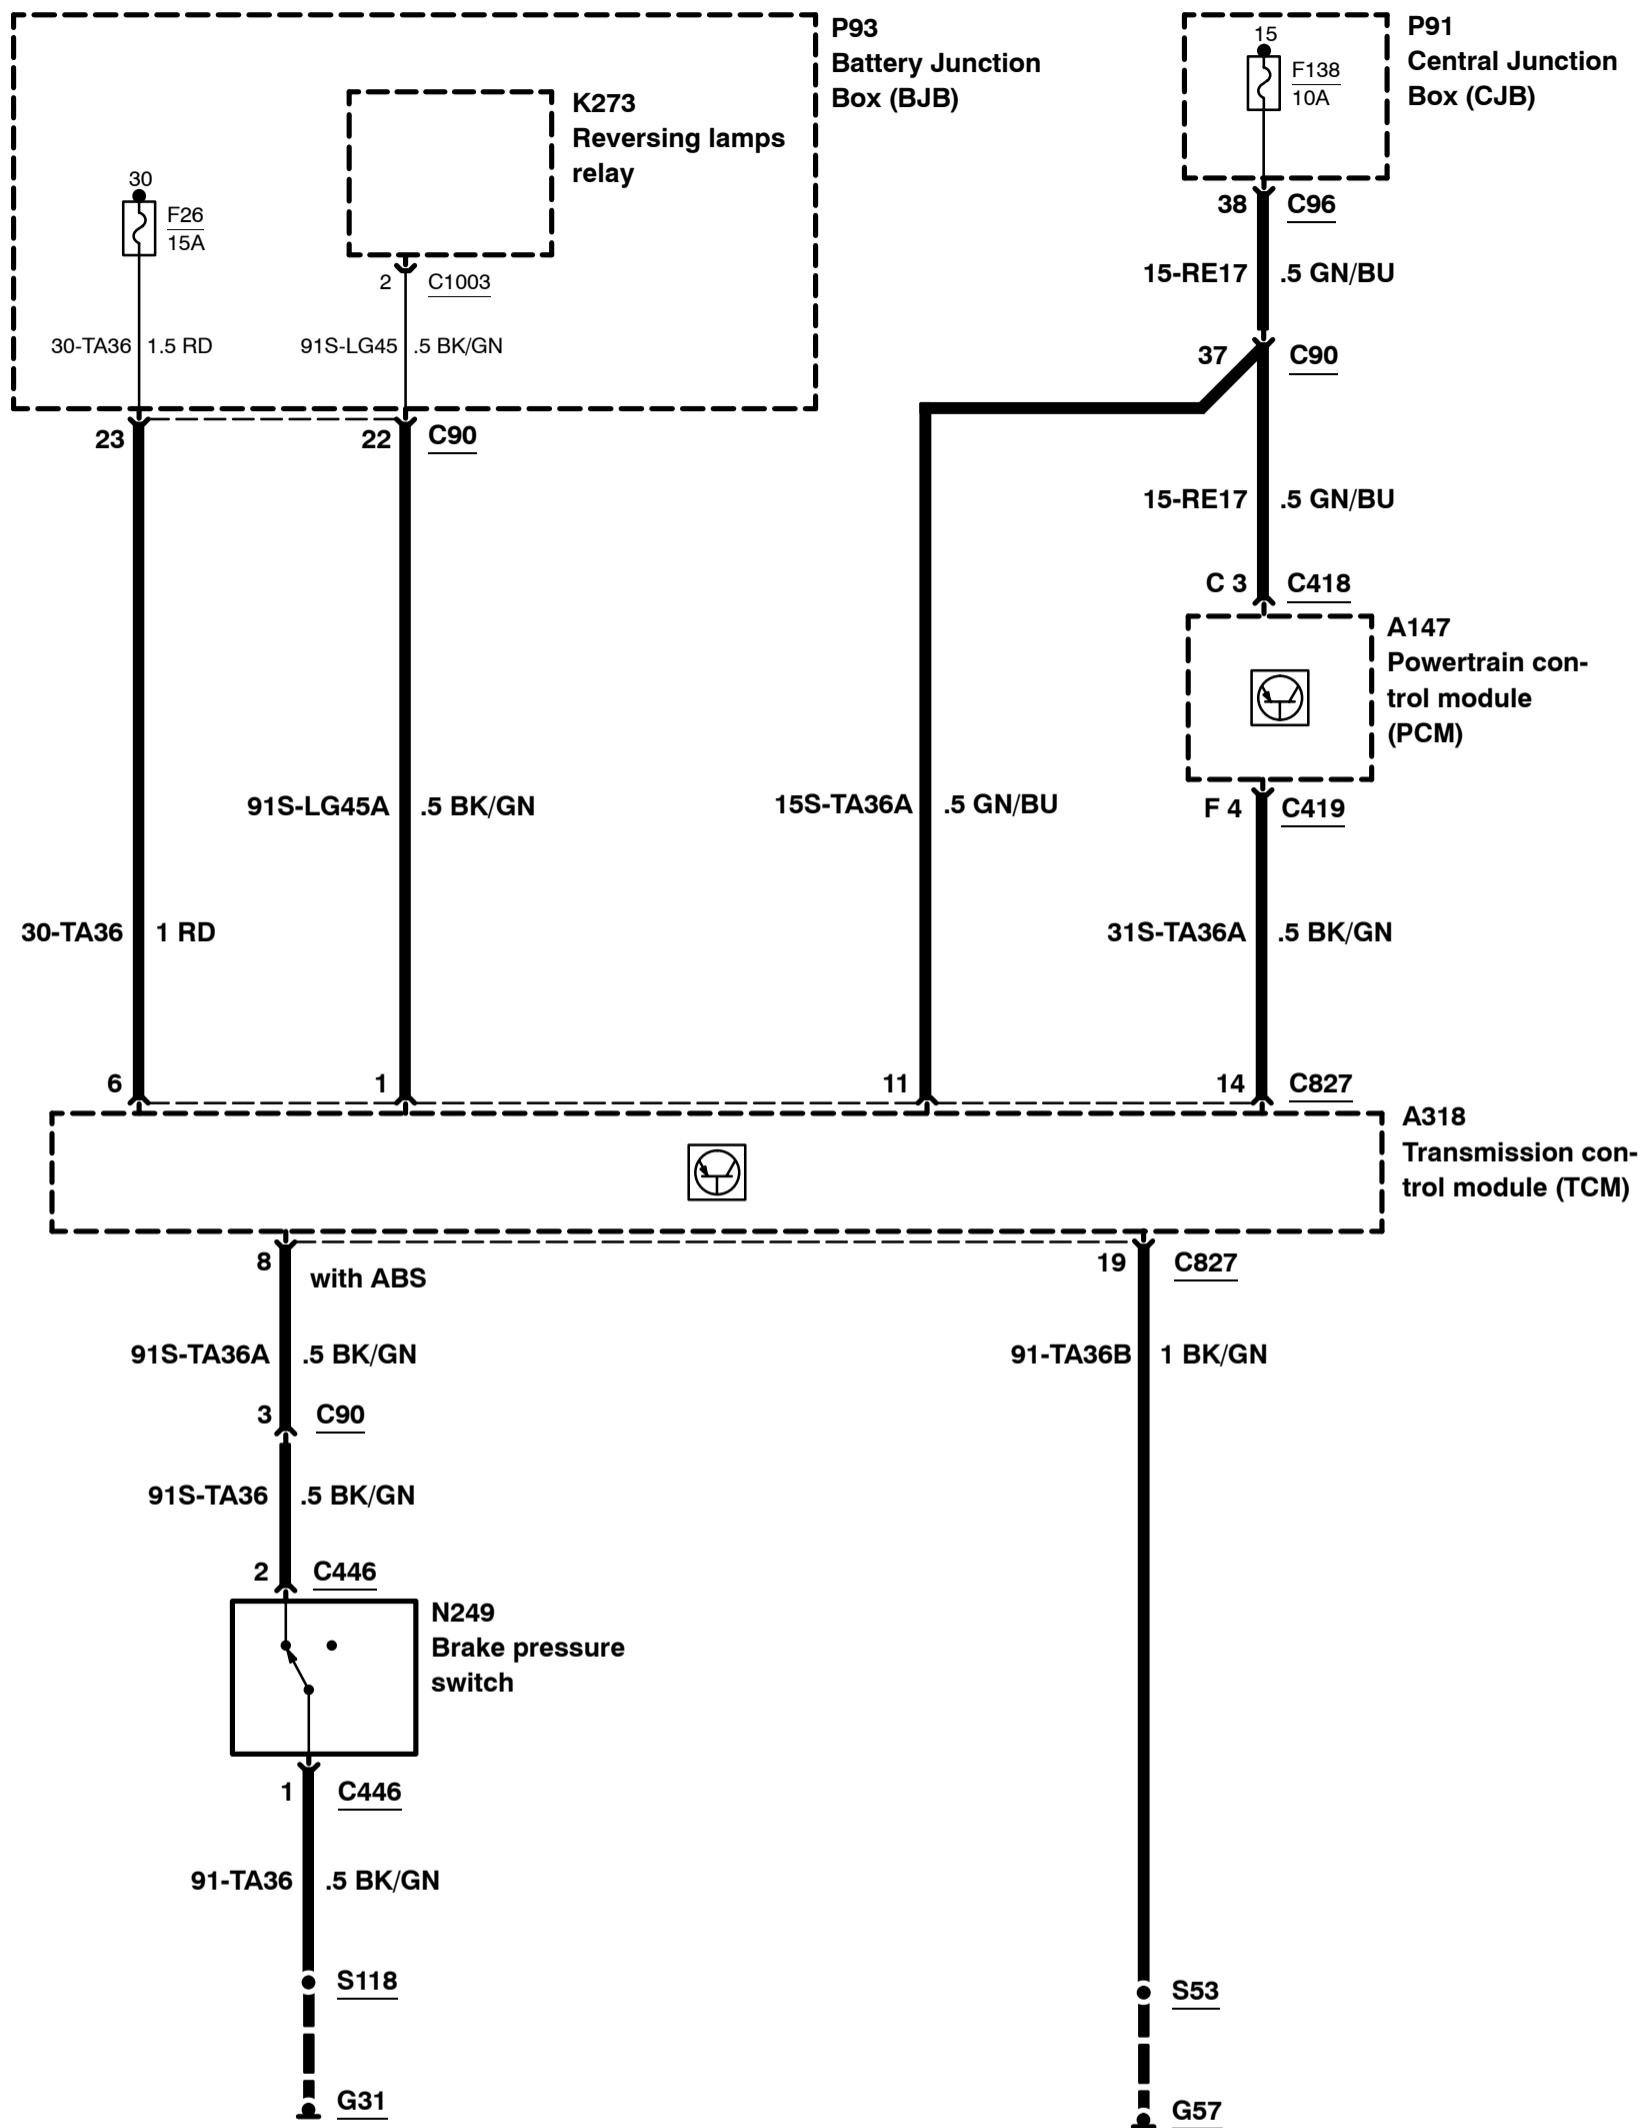 P93
Battery Junction
Box (BJB)
K273
Reversing lamps
relay
30
F26
15A
2 C1003
30-TA36 1.5 RD
91S-LG45 .5 BK/GN
23
22 C90
15
F138
10A
P91
Central Junction
Box (CJB)
38 C96
15-RE17 .5 GN/BU
37 C90
15-RE17 .5 GN/BU
C 3 C418
A147
Powertrain con-
trol module
(PCM)
F 4 C419
91S-LG45A .5 BK/GN
15S-TA36A .5 GN/BU
30-TA36 1 RD
31S-TA36A .5 BK/GN
6
1
11
14 C827
A318
Transmission con-
trol module (TCM)
8
with ABS
19 C827
91S-TA36A .5 BK/GN
91-TA36B 1 BK/GN
3 C90
91S-TA36 .5 BK/GN
2 C446
N249
Brake pressure
switch
1 C446
91-TA36 .5 BK/GN
S118
S53
G31
G57